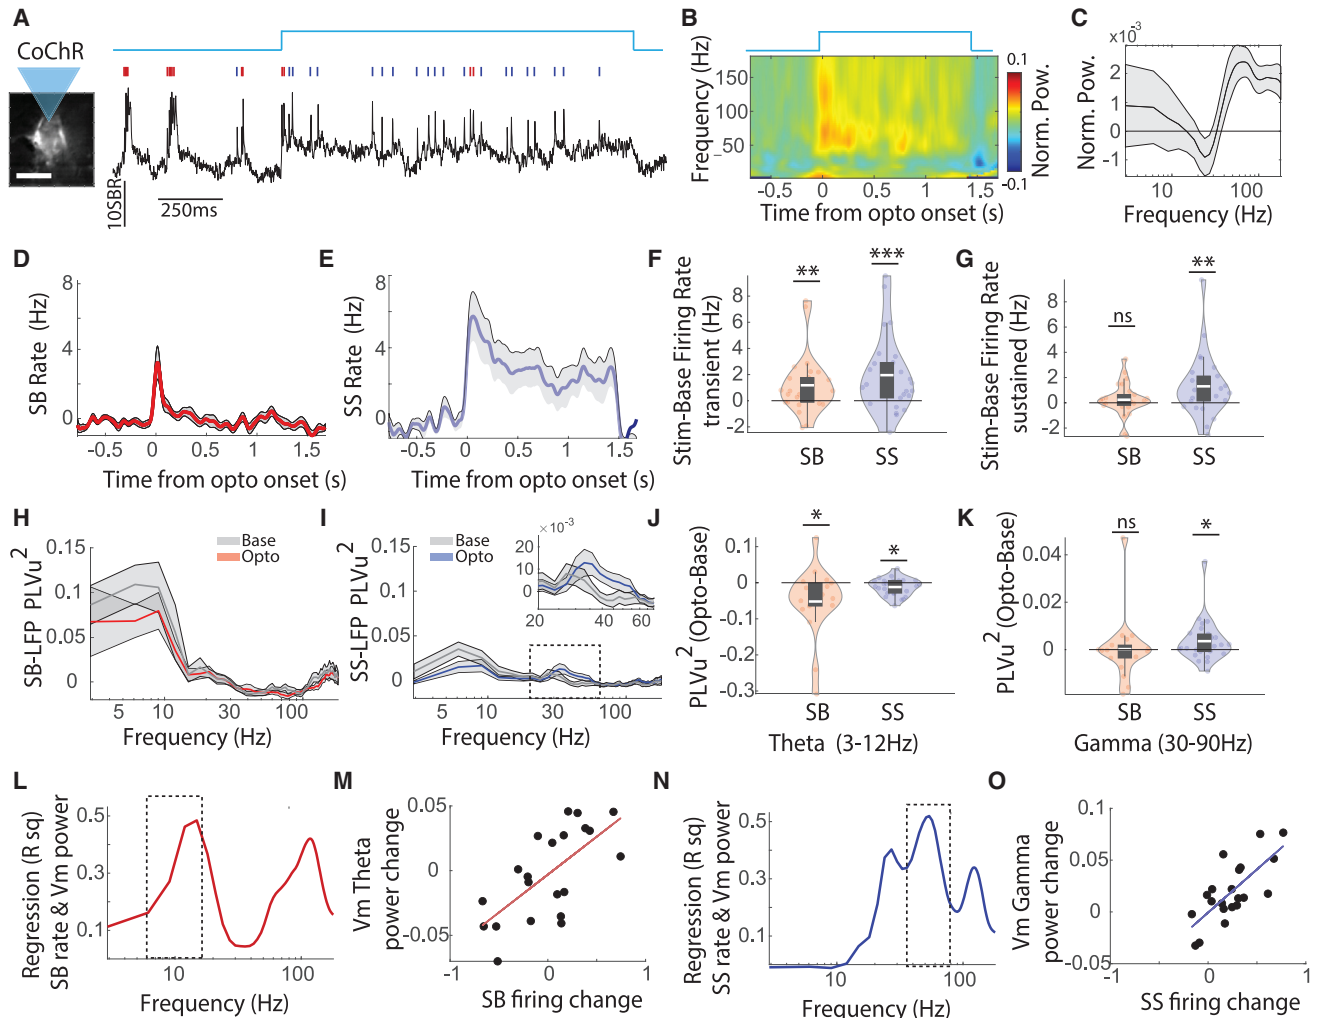 A
CoChR
10SBR
250ms
B
Frequency (Hz)
150
100
50
-0.5
0
0.5
1
1.5
Time from opto onset (s)
0.1
-0.1
Norm. Pow.
C
×10-3
Norm. Pow.
2
1
0
-1
10
100
Frequency (Hz)
D
SB Rate (Hz)
8
4
0
-0.5
0
0.5
1
1.5
Time from opto onset (s)
E
SS Rate (Hz)
8
4
0
-0.5
0
0.5
1
1.5
Time from opto onset (s)
F
Stim-Base Firing Rate
transient (Hz)
8
6
4
2
0
-2
**
***
SB
SS
G
Stim-Base Firing Rate
sustained (Hz)
8
6
4
2
0
-2
ns
**
SB
SS
H
SB-LFP PLVu2
0.15
0.1
0.05
0
Base
Opto
5
10
30
100
Frequency (Hz)
I
SS-LFP PLVu2
0.15
0.1
0.05
0
×10-3
20
10
0
20
40
60
Base
Opto
5
10
30
100
Frequency (Hz)
J
PLVu2 (Opto-Base)
0.1
0
-0.1
-0.2
-0.3
*
*
SB
SS
Theta (3-12Hz)
K
PLVu2 (Opto-Base)
0.04
0.02
0
ns
*
SB
SS
Gamma (30-90Hz)
L
Regression (R sq)
SB rate & Vm power
0.5
0.3
0.1
10
100
Frequency (Hz)
M
Vm Theta
power change
0.05
0
-0.05
-1
0
1
SB firing change
N
Regression (R sq)
SS rate & Vm power
0.5
0.3
0.1
10
100
Frequency (Hz)
O
Vm Gamma
power change
0.1
0.05
0
-0.05
-1
0
1
SS firing change